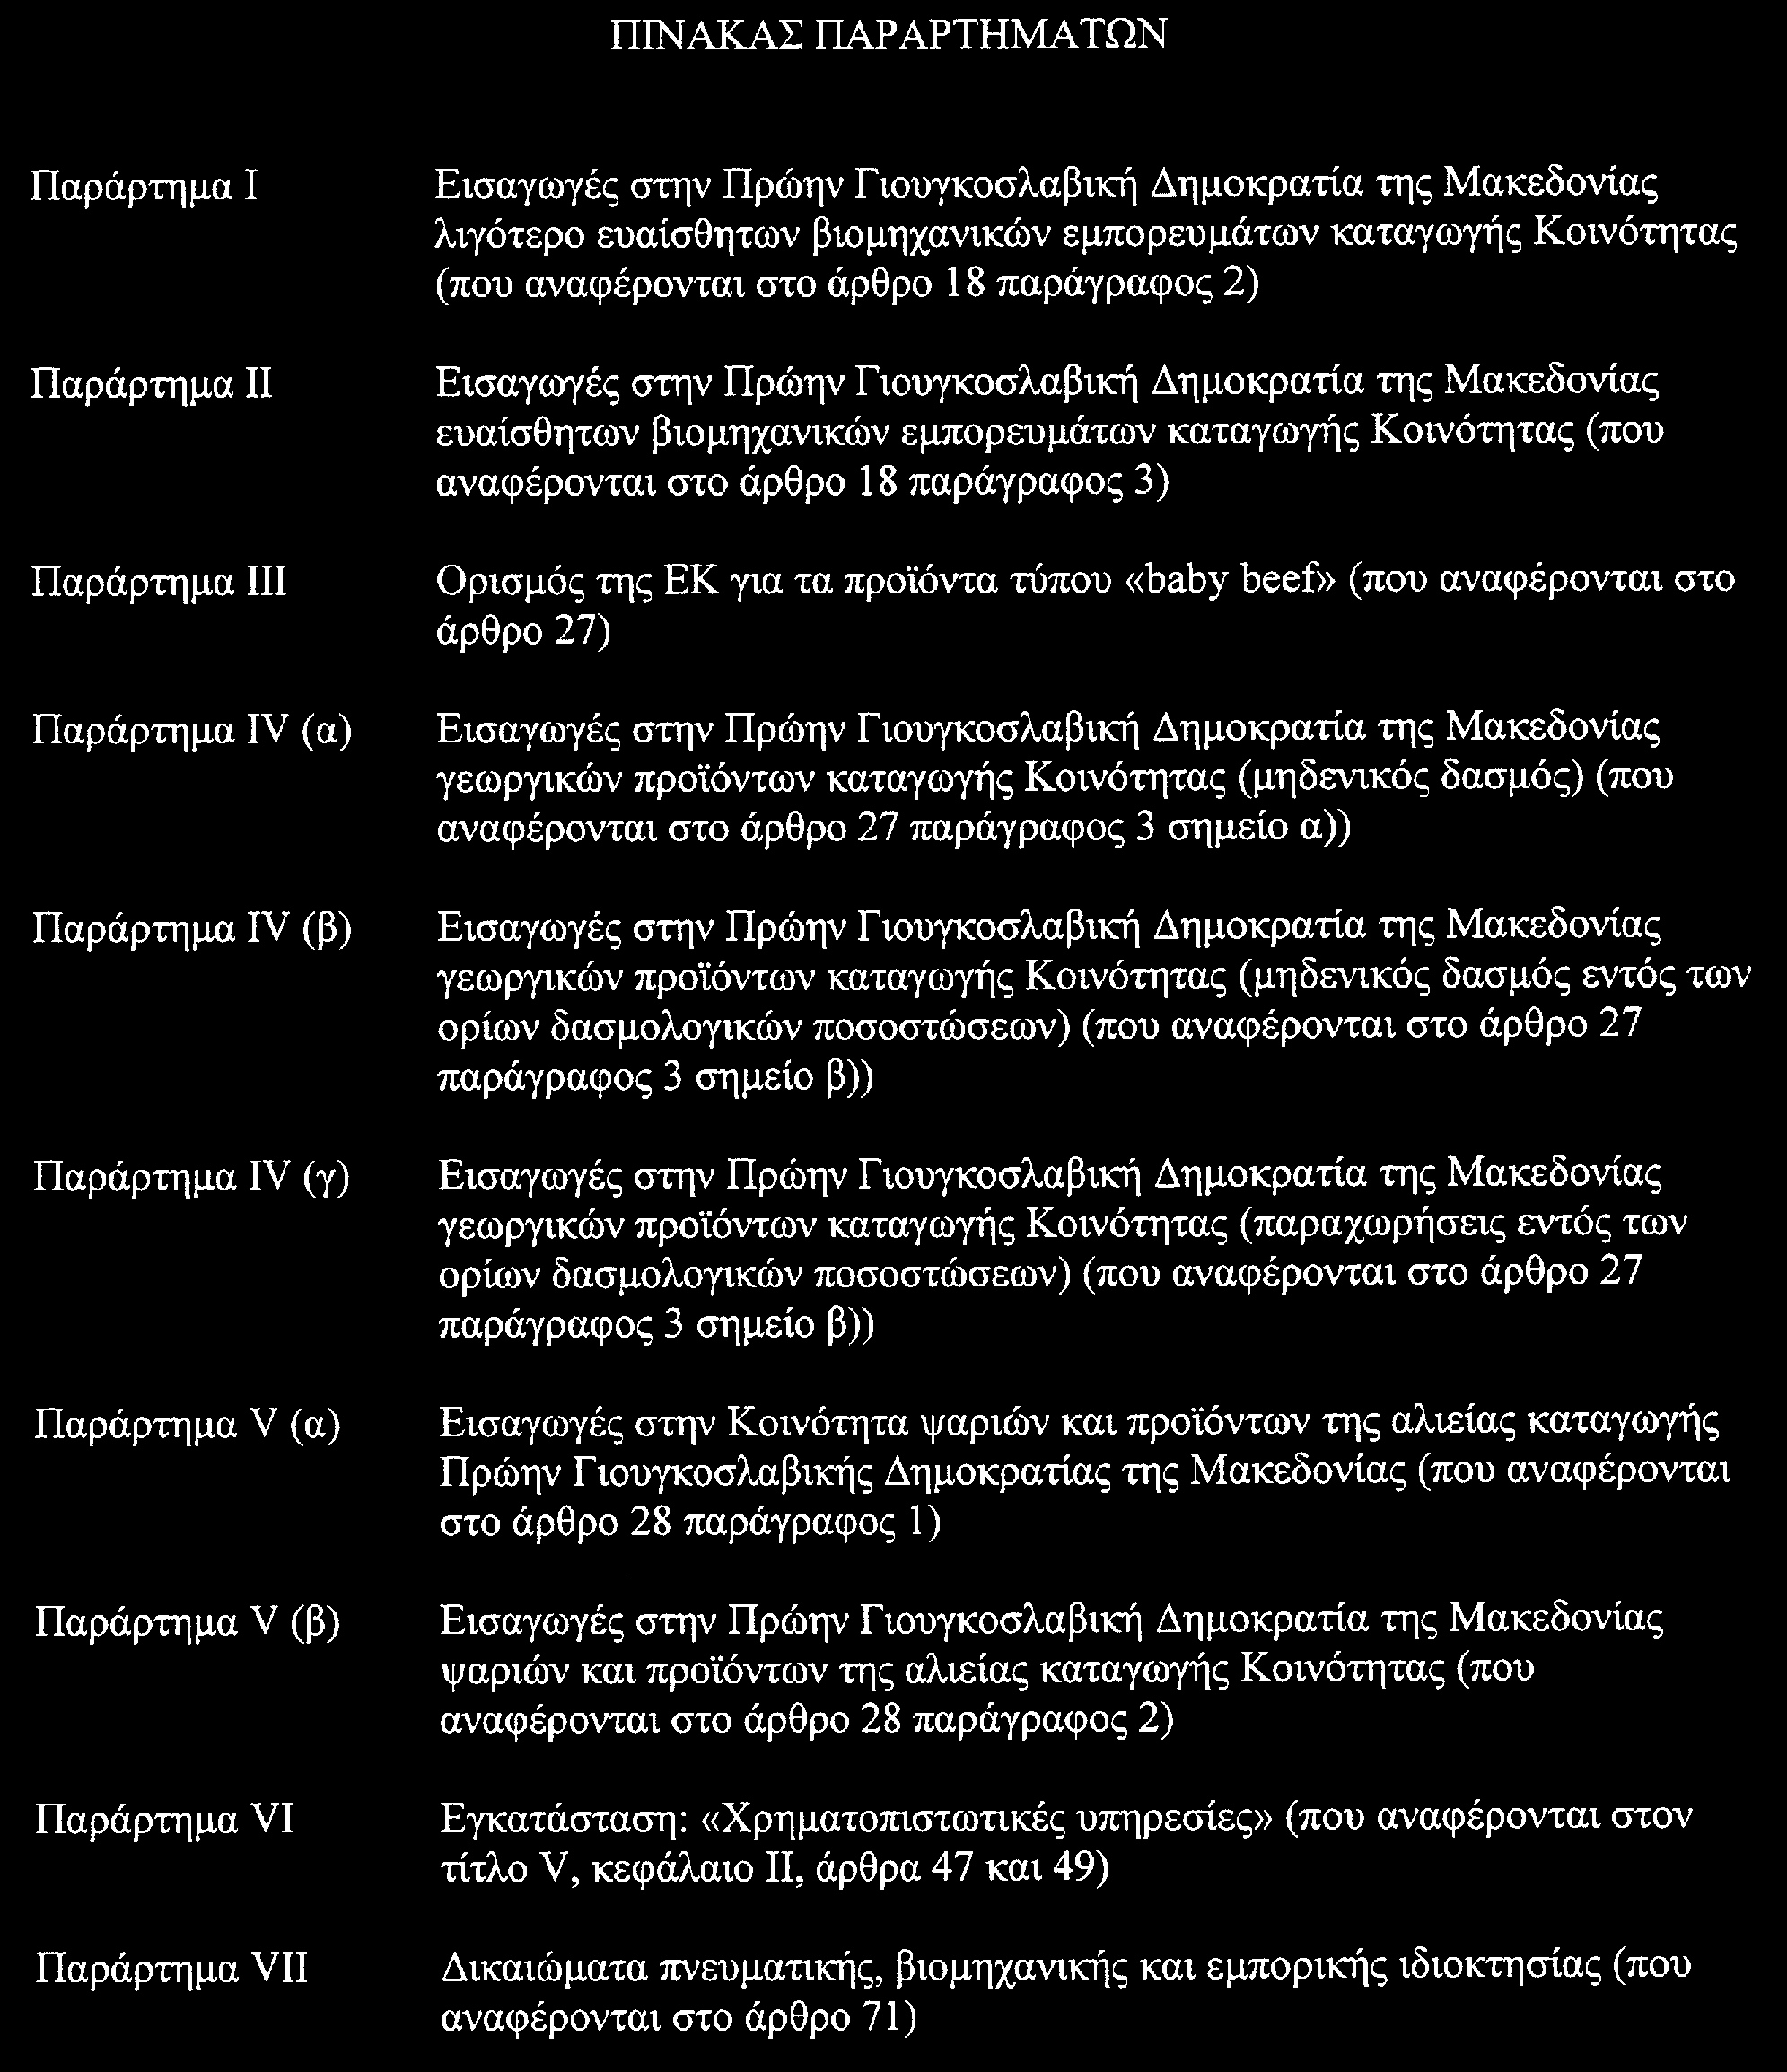 ΠΙΝΑΚΑΣ ΠΑΡΑΡΤΗΜΑΤΩΝ
Παράρτημα I Εισαγωγές στην Πρώην Γιουγκοσλαβική Δημοκρατία της Μακεδονίας
λιγότερο ευαίσθητων βιομηχανικών εμπορευμάτων καταγωγής Κοινότητας
(που αναφέρονται στο άρθρο 18 παράγραφος 2)
Παράρτημα II Εισαγωγές στην Πρώην Γιουγκοσλαβική Δημοκρατία της Μακεδονίας
ευαίσθητων βιομηχανικών εμπορευμάτων καταγωγής Κοινότητας (που
αναφέρονται στο άρθρο 18 παράγραφος 3)
Παράρτημα III Ορισμός της ΕΚ για τα προϊόντα τύπου «baby beef» (που αναφέρονται στο
άρθρο 27)
Παράρτημα IV (α) Εισαγωγές στην Πρώην Γιουγκοσλαβική Δημοκρατία της Μακεδονίας
γεωργικών προϊόντων καταγωγής Κοινότητας (μηδενικός δασμός) (που
αναφέρονται στο άρθρο 27 παράγραφος 3 σημείο α))
Παράρτημα IV (β) Εισαγωγές στην Πρώην Γιουγκοσλαβική Δημοκρατία της Μακεδονίας
γεωργικών προϊόντων καταγωγής Κοινότητας (μηδενικός δασμός εντός των
ορίων δασμολογικών ποσοστώσεων) (που αναφέρονται στο άρθρο 27
παράγραφος 3 σημείο β))
Παράρτημα IV (γ) Εισαγωγές στην Πρώην Γιουγκοσλαβική Δημοκρατία της Μακεδονίας
γεωργικών προϊόντων καταγωγής Κοινότητας (παραχωρήσεις εντός των
ορίων δασμολογικών ποσοστώσεων) (που αναφέρονται στο άρθρο 27
παράγραφος 3 σημείο β))
Παράρτημα V (α) Εισαγωγές στην Κοινότητα ψαριών και προϊόντων της αλιείας καταγωγής
Πρώην Γιουγκοσλαβικής Δημοκρατίας της Μακεδονίας (που αναφέρονται
στο άρθρο 28 παράγραφος 1)
Παράρτημα V (β) Εισαγωγές στην Πρώην Γιουγκοσλαβική Δημοκρατία της Μακεδονίας
ψαριών και προϊόντων της αλιείας καταγωγής Κοινότητας (που
αναφέρονται στο άρθρο 28 παράγραφος 2)
Παράρτημα VI Εγκατάσταση: «Χρηματοπιστωτικές υπηρεσίες» (που αναφέρονται στον
τίτλο V, κεφάλαιο II, άρθρα 47 και 49)
Παράρτημα VII Δικαιώματα πνευματικής, βιομηχανικής και εμπορικής ιδιοκτησίας (που
αναφέρονται στο άρθρο 71)